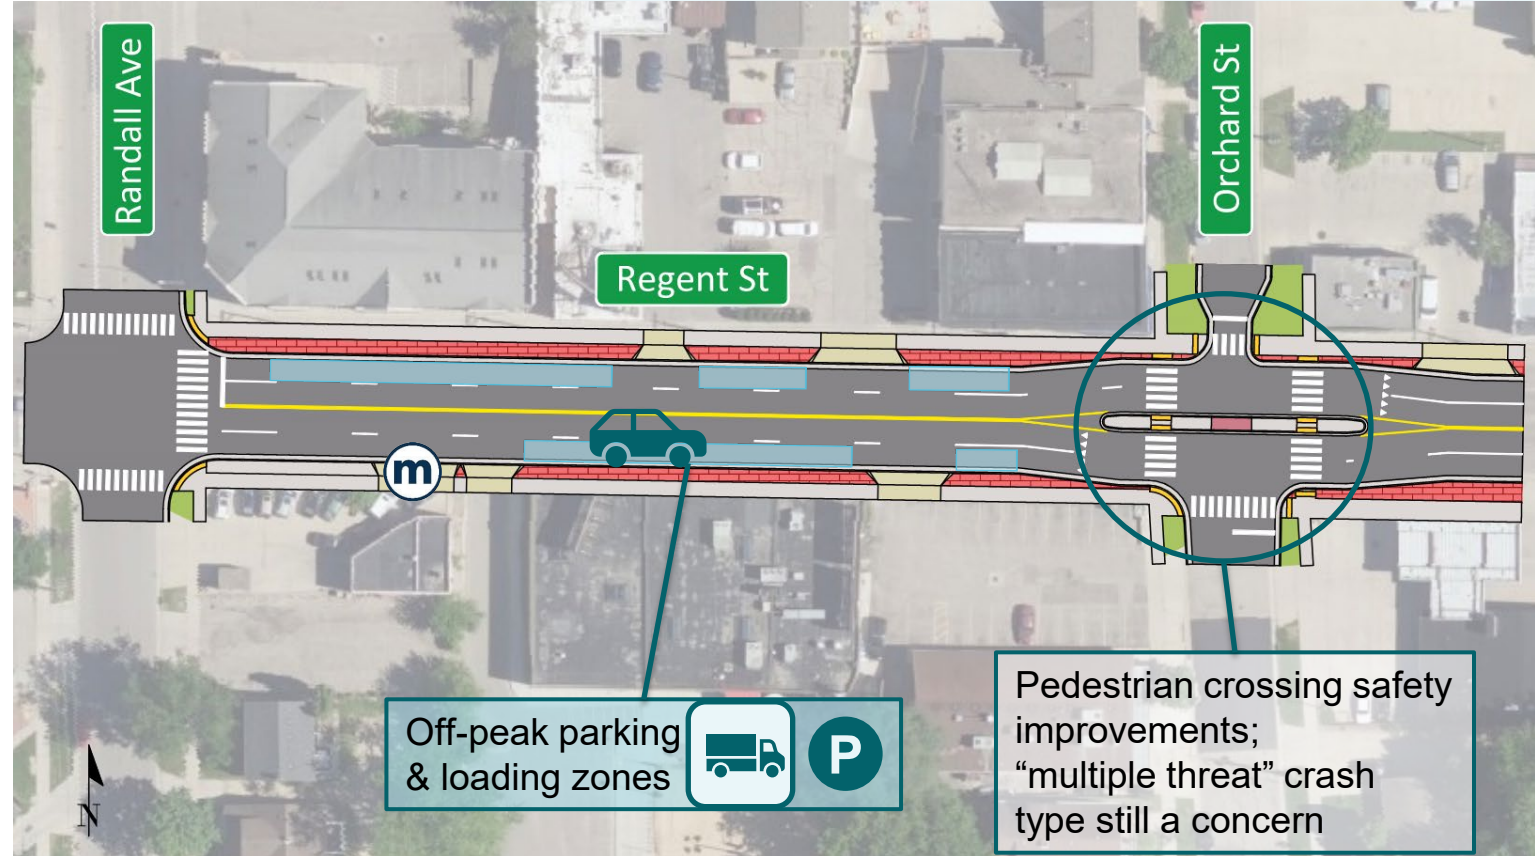 Randall Ave
Orchard St
Regent St
m
Off-peak parking
& loading zones
P
Pedestrian crossing safety
improvements;
“multiple threat” crash
type still a concern
N